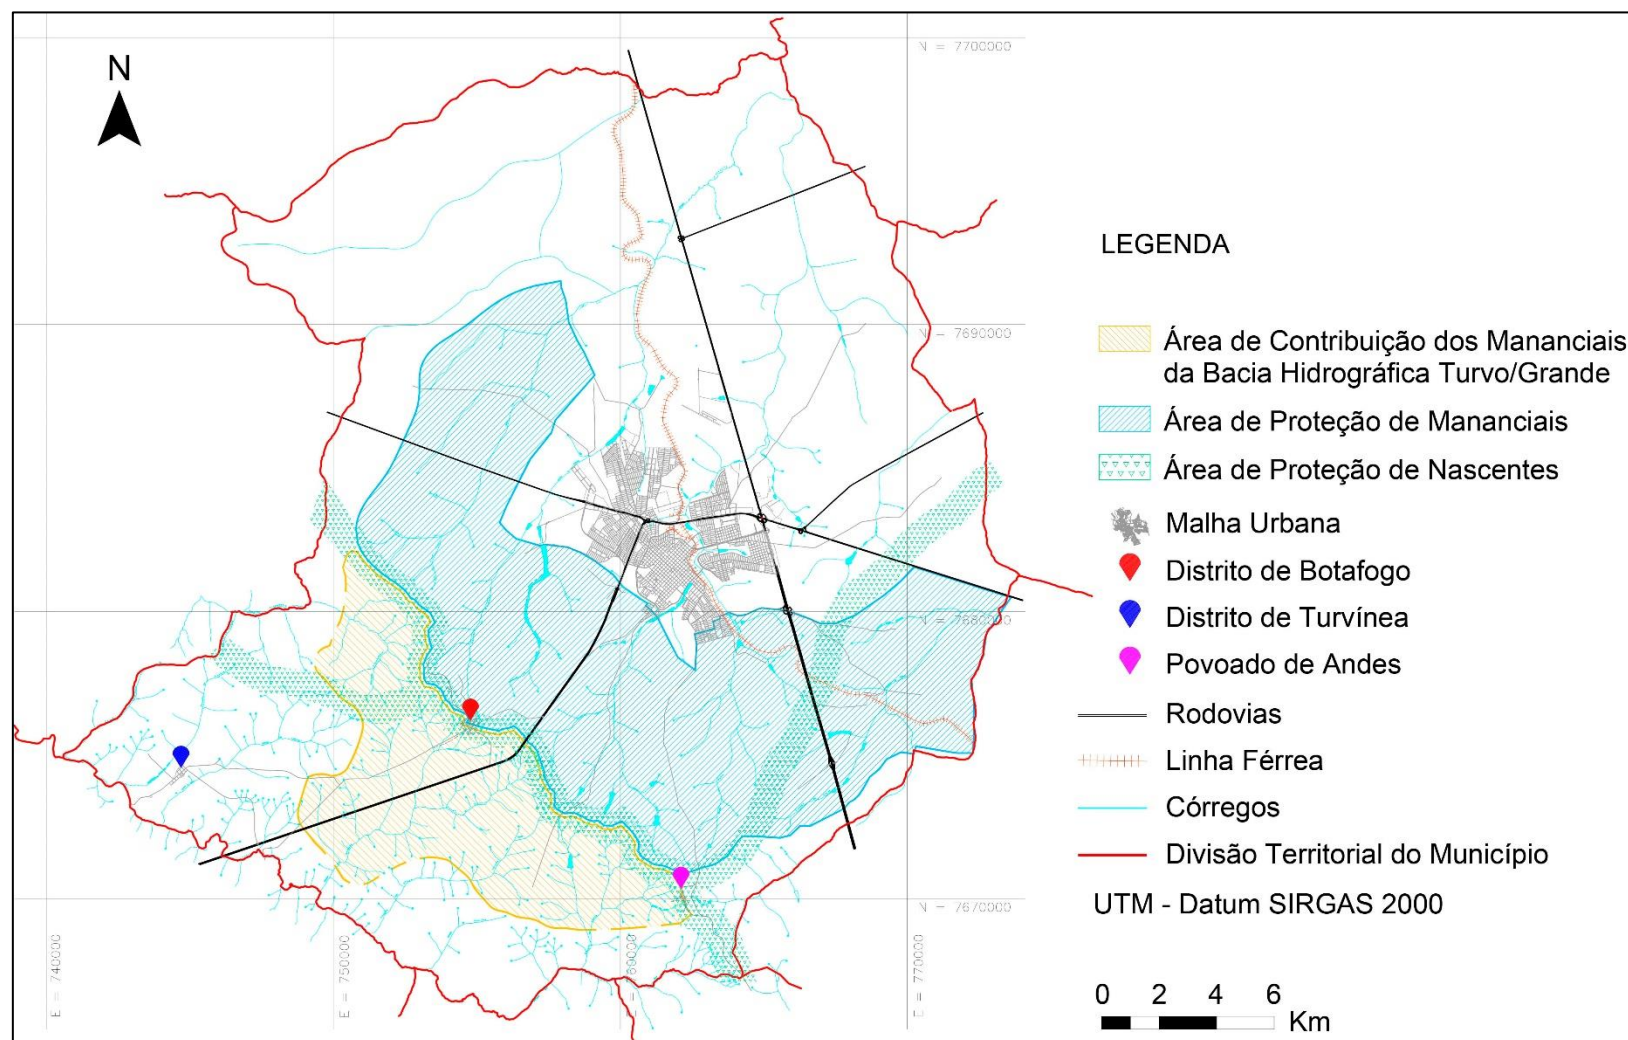 N
N = 7700000
N = 7690000
N = 7680000
N = 7670000
E = 740000
E = 750000
E = 760000
E = 770000
LEGENDA
Área de Contribuição dos Mananciais
da Bacia Hidrográfica Turvo/Grande
Área de Proteção de Mananciais
Área de Proteção de Nascentes
Malha Urbana
Distrito de Botafogo
Distrito de Turvínea
Povoado de Andes
Rodovias
Linha Férrea
Córregos
Divisão Territorial do Município
UTM - Datum SIRGAS 2000
0 2 4 6
Km